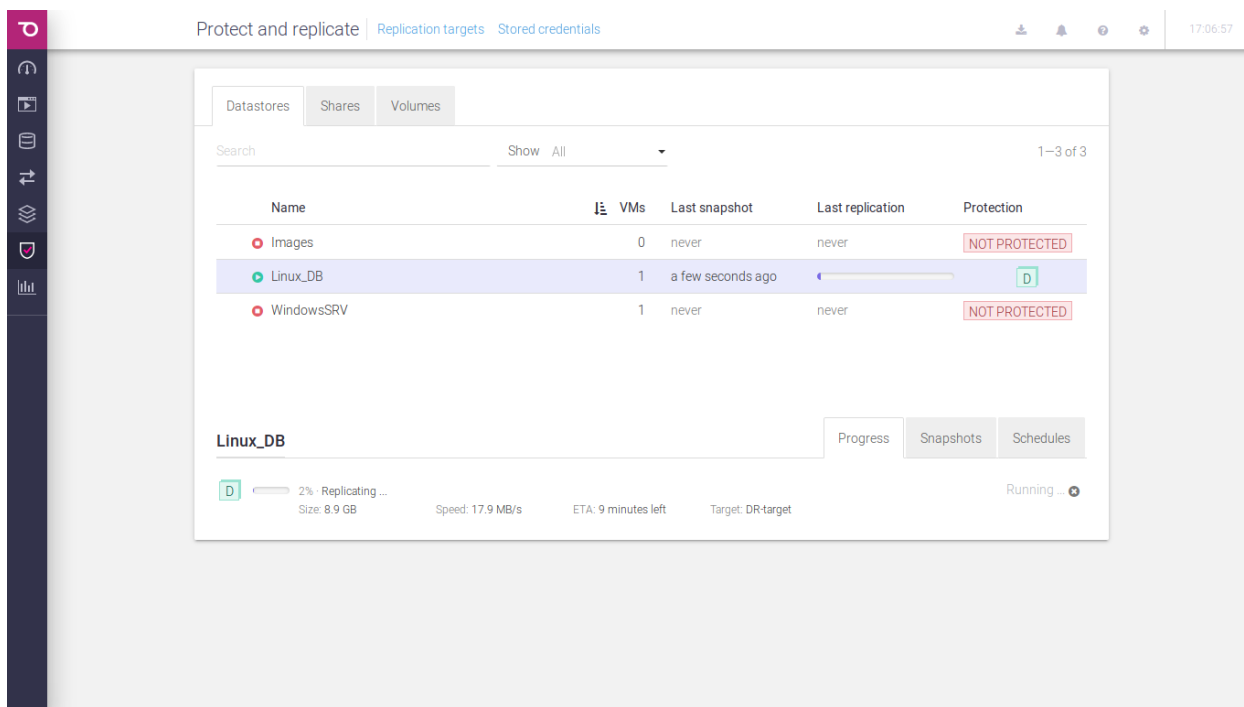 Protect and replicate Replication targets Stored credentials 17:06:57
Datastores Shares Volumes
Search Show All 1—3 of 3
Name VMs Last snapshot Last replication Protection
Images 0 never never NOT PROTECTED
Linux_DB 1 a few seconds ago D
WindowsSRV 1 never never NOT PROTECTED
Linux_DB Progress Snapshots Schedules
D 2% · Replicating ... Running ...
Size: 8.9 GB Speed: 17.9 MB/s ETA: 9 minutes left Target: DR-target